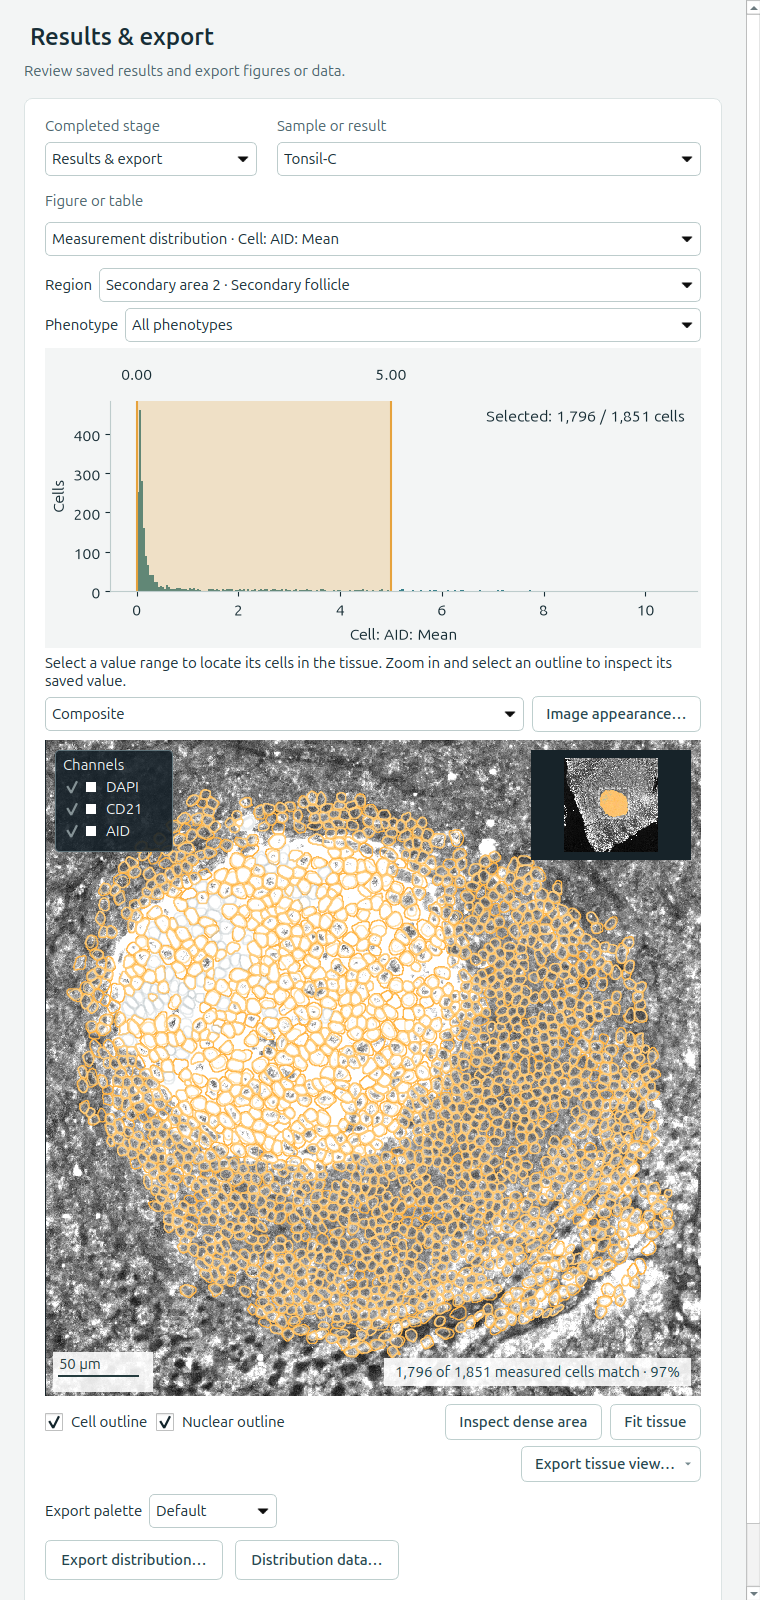 Results & export
Review saved results and export figures or data.
Completed stage
Sample or result
Results & export
Tonsil-C
Figure or table
Measurement distribution · Cell: AID: Mean
Region
Secondary area 2 · Secondary follicle
Phenotype
All phenotypes
0.00
5.00
Selected: 1,796 / 1,851 cells
400
300
200
100
0
Cells
0
2
4
6
8
10
Cell: AID: Mean
Select a value range to locate its cells in the tissue. Zoom in and select an outline to inspect its
saved value.
Composite
Image appearance...
Channels
DAPI
CD21
AID
50 µm
1,796 of 1,851 measured cells match · 97%
Cell outline
Nuclear outline
Inspect dense area
Fit tissue
Export tissue view...
Export palette
Default
Export distribution...
Distribution data...